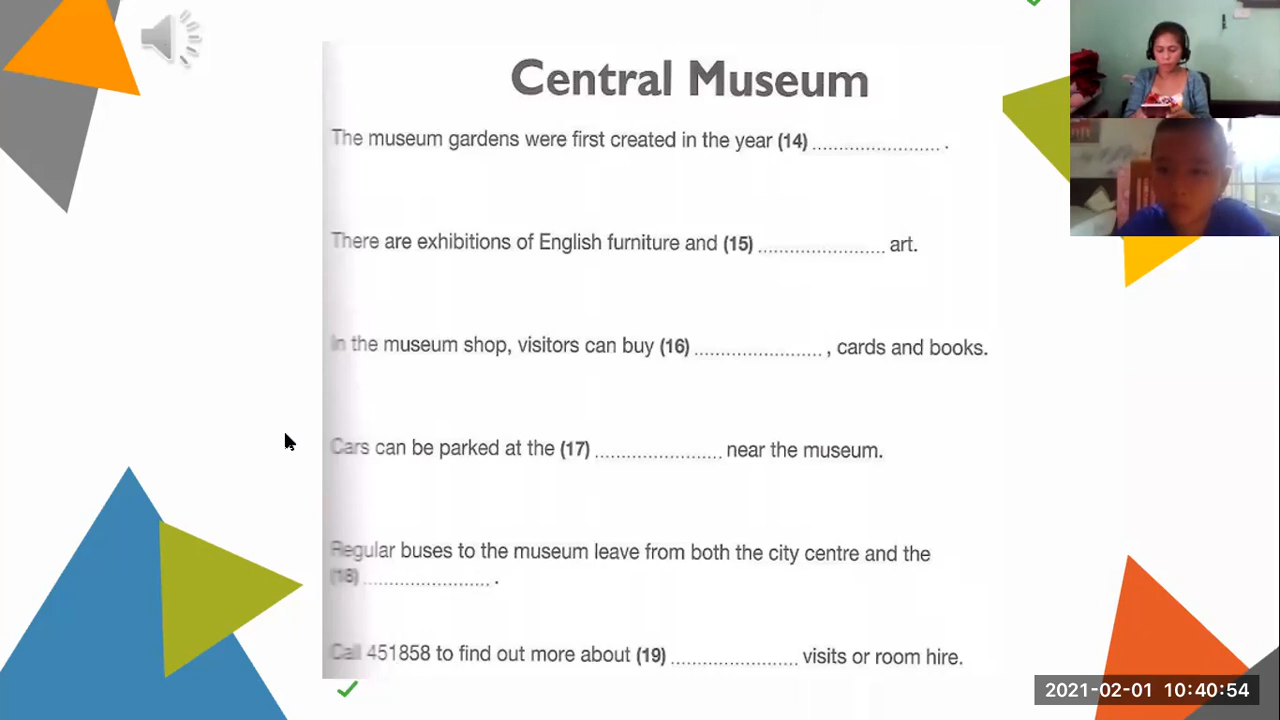 Central Museum
The museum gardens were first created in the year (14) ........................ .
There are exhibitions of English furniture and (15) ........................ art.
In the museum shop, visitors can buy (16) ........................ , cards and books.
Cars can be parked at the (17) ........................ near the museum.
Regular buses to the museum leave from both the city centre and the
(18) ........................ .
Call 451858 to find out more about (19) ........................ visits or room hire.
2021-02-01 10:40:54